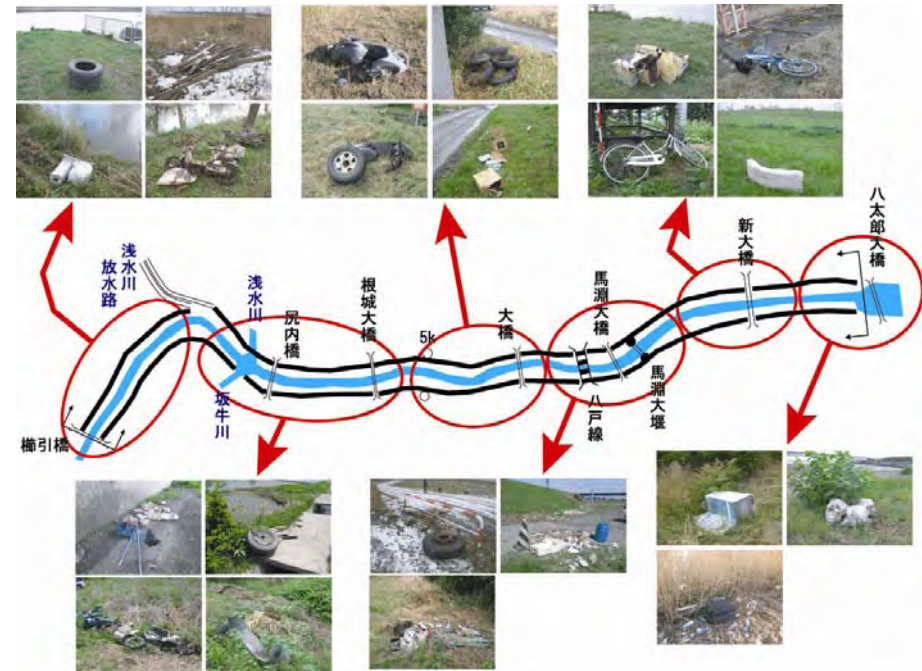 八太郎大橋
新大橋
馬淵大橋
馬淵大堰
八戸線
大橋
5k
根城大橋
尻内橋
浅水川
坂牛川
浅水川
放水路
櫛引橋